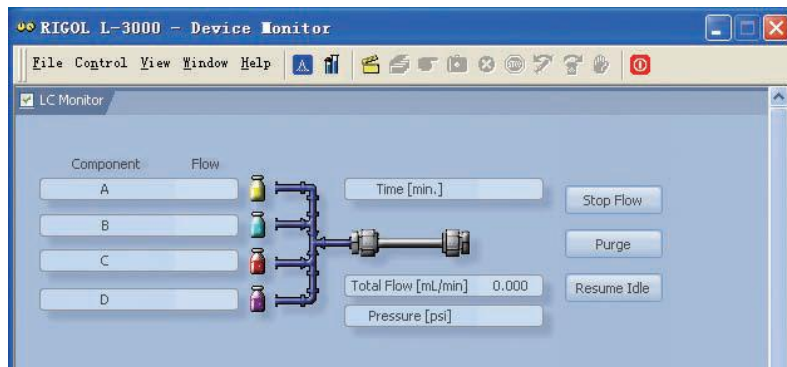 RIGOL L-3000 - Device Monitor
File Control View Window Help
LC Monitor
Component Flow
A
Time [min.]
Stop Flow
B
Purge
C
Total Flow [mL/min] 0.000
Resume Idle
D
Pressure [psi]